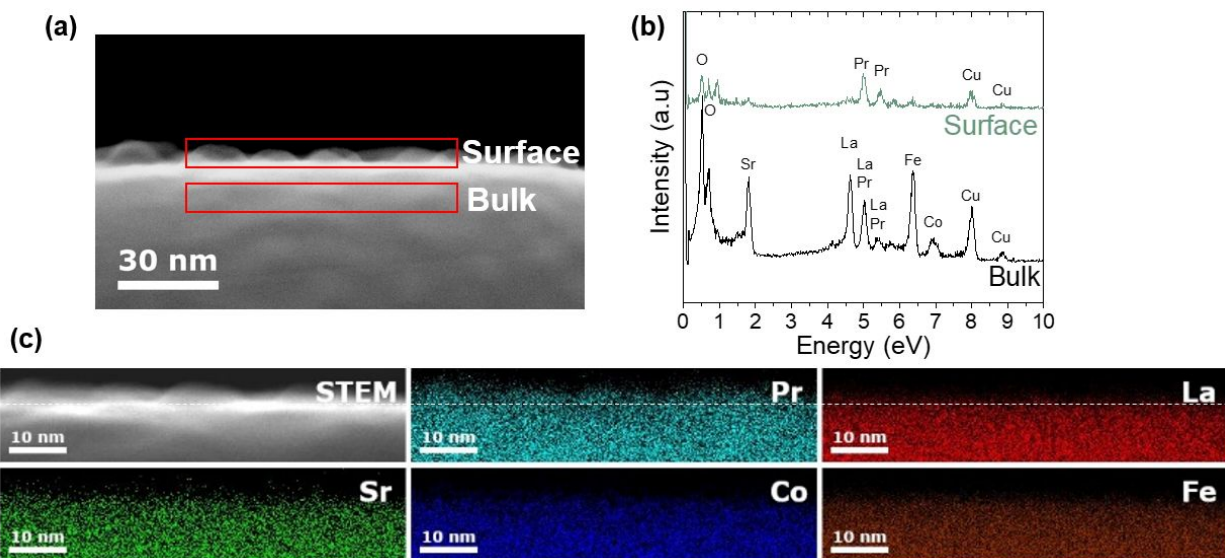 (a)
Surface
Bulk
30 nm
(b)
Intensity (a.u)
O
Pr
Pr
Cu
Cu
Surface
O
Sr
La
La
Pr
La
Pr
Fe
Co
Cu
Cu
Bulk
0 1 2 3 4 5 6 7 8 9 10
Energy (eV)
(c)
STEM
10 nm
Pr
10 nm
La
10 nm
Sr
10 nm
Co
10 nm
Fe
10 nm